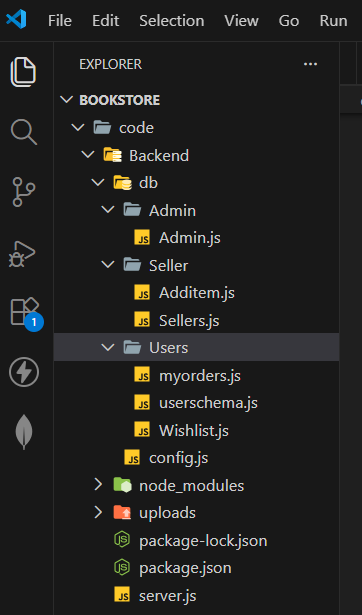 File Edit Selection View Go Run
EXPLORER ...
BOOKSTORE
code
Backend
db
Admin
JS Admin.js
Seller
JS Additem.js
JS Sellers.js
Users
JS myorders.js
JS userschema.js
JS Wishlist.js
JS config.js
node_modules
uploads
package-lock.json
package.json
JS server.js
1